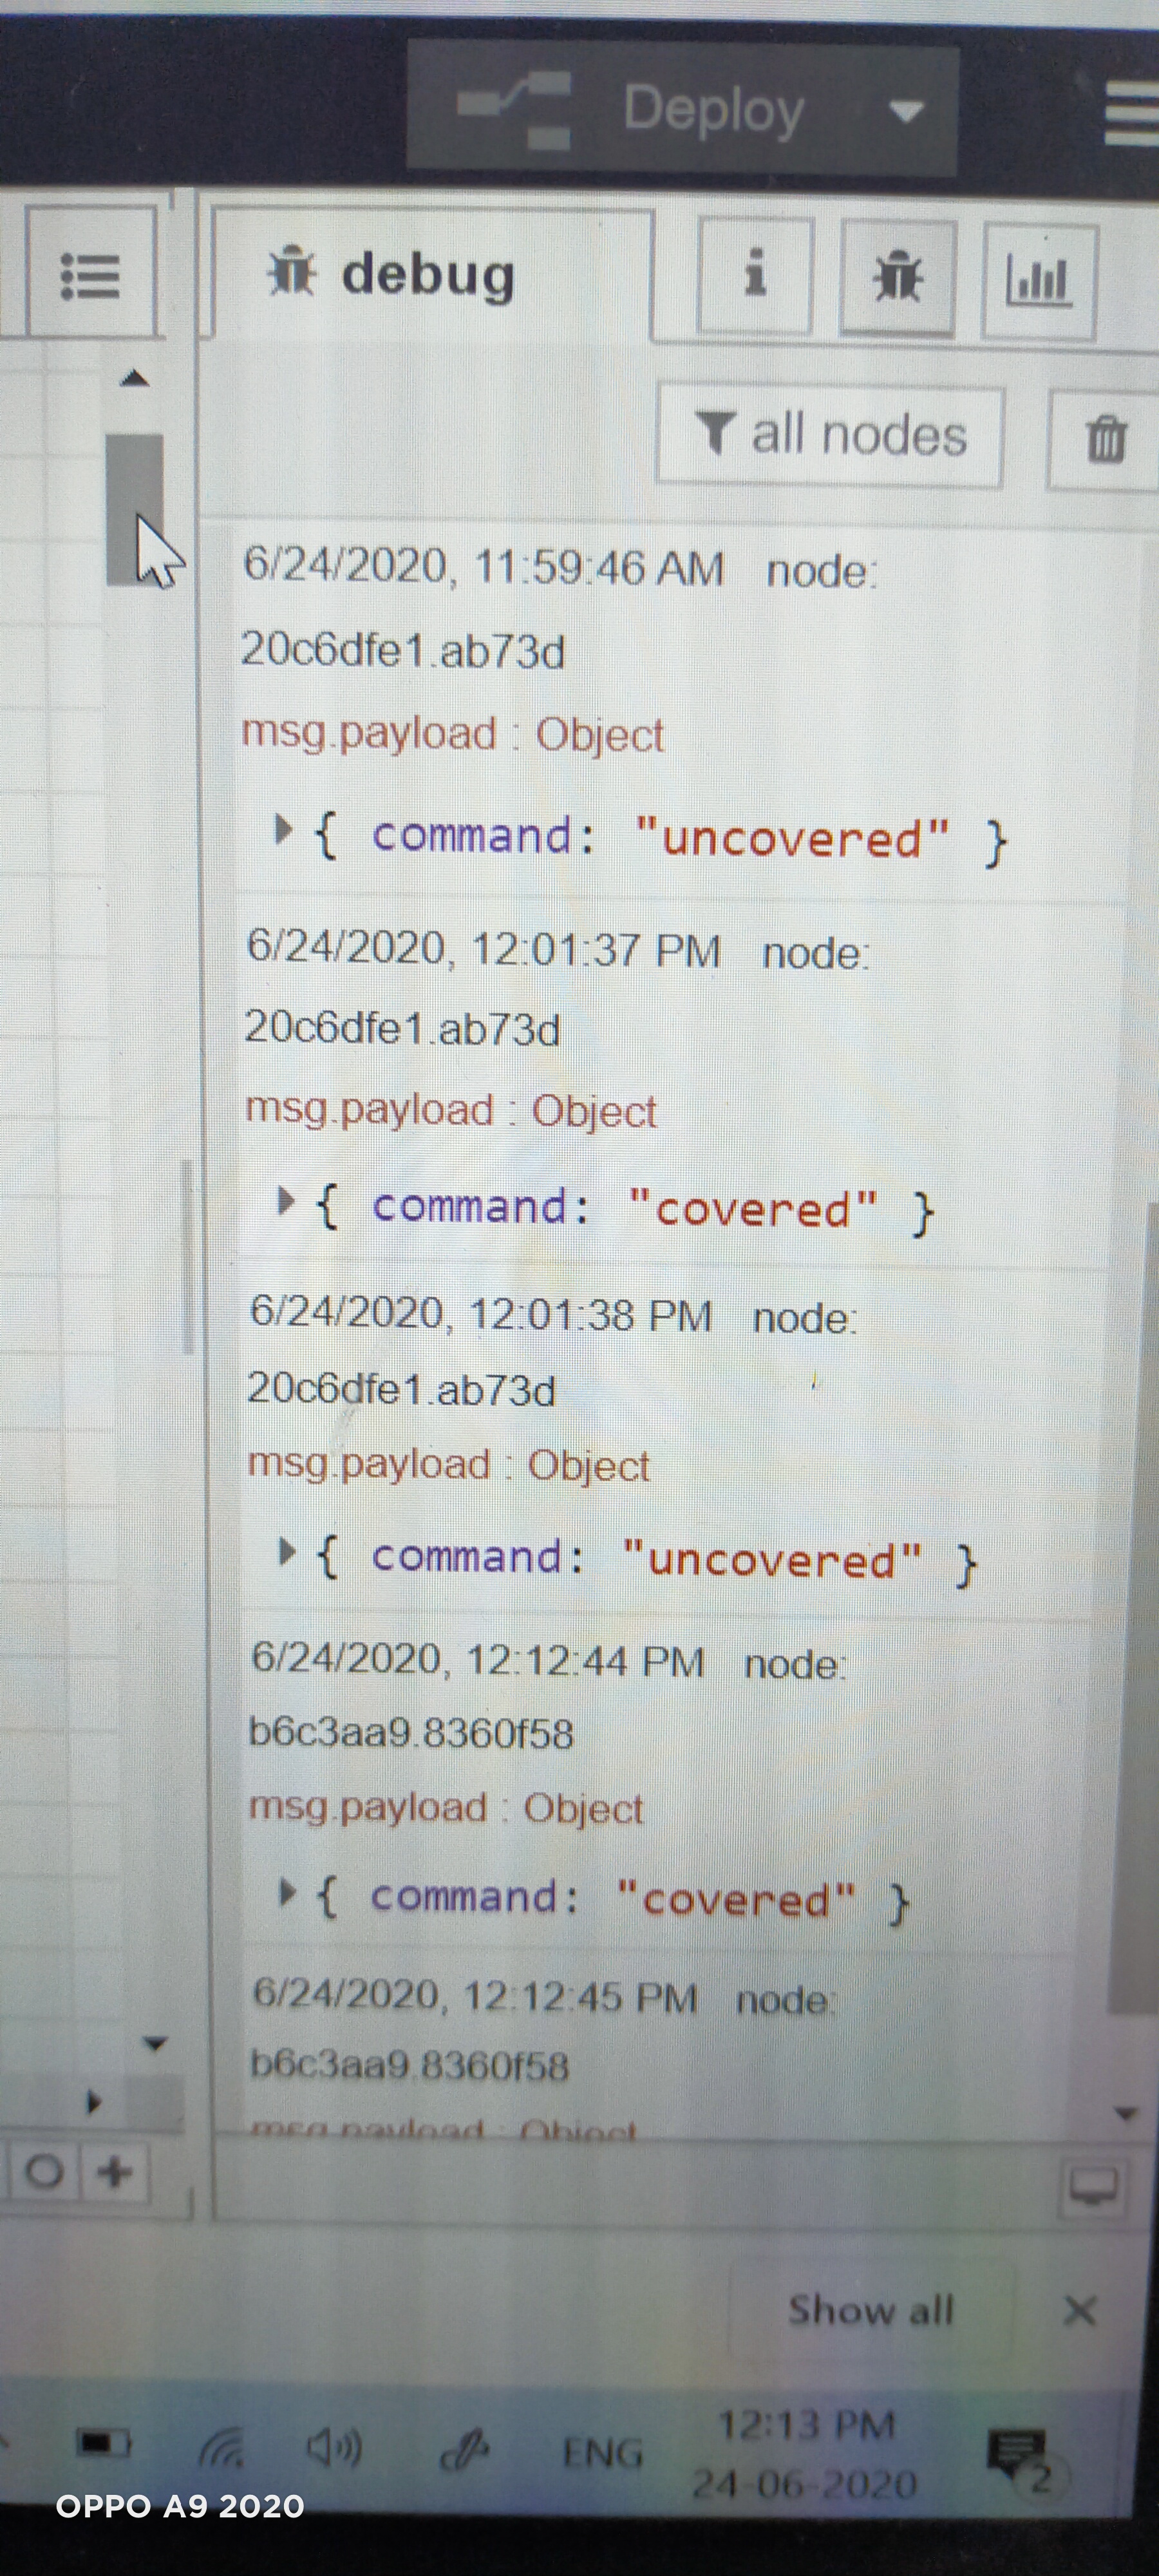 Deploy
debug
i
all nodes
6/24/2020, 11:59:46 AM node:
20c6dfe1.ab73d
msg.payload : Object
{ command: "uncovered" }
6/24/2020, 12:01:37 PM node:
20c6dfe1.ab73d
msg.payload : Object
{ command: "covered" }
6/24/2020, 12:01:38 PM node:
20c6dfe1.ab73d
msg.payload : Object
{ command: "uncovered" }
6/24/2020, 12:12:44 PM node:
b6c3aa9.8360f58
msg.payload : Object
{ command: "covered" }
6/24/2020, 12:12:45 PM node:
b6c3aa9.8360f58
msg.payload : Object
Show all
12:13 PM
ENG
24-06-2020
2
OPPO A9 2020